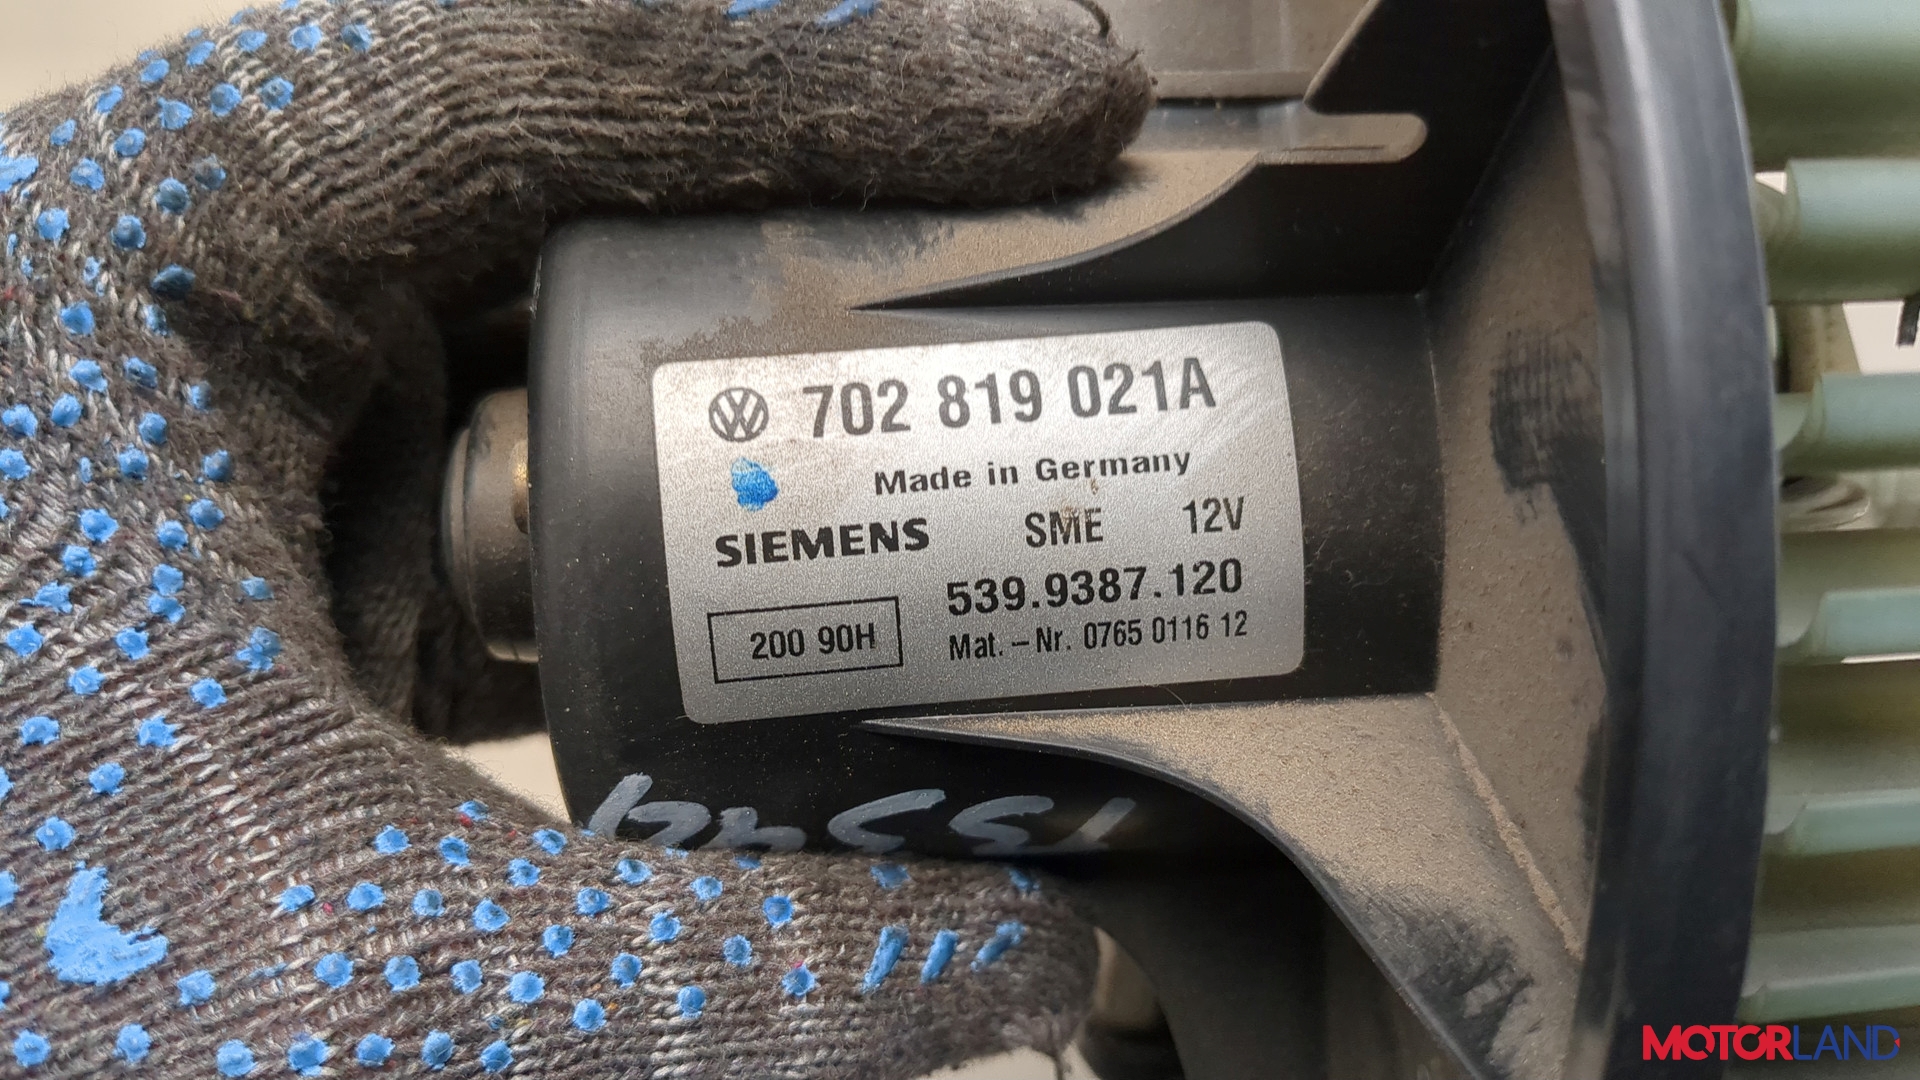 702 819 021A
Made in Germany
SIEMENS SME 12V
539.9387.120
200 90H Mat. – Nr. 0765 0116 12
MOTORLAND